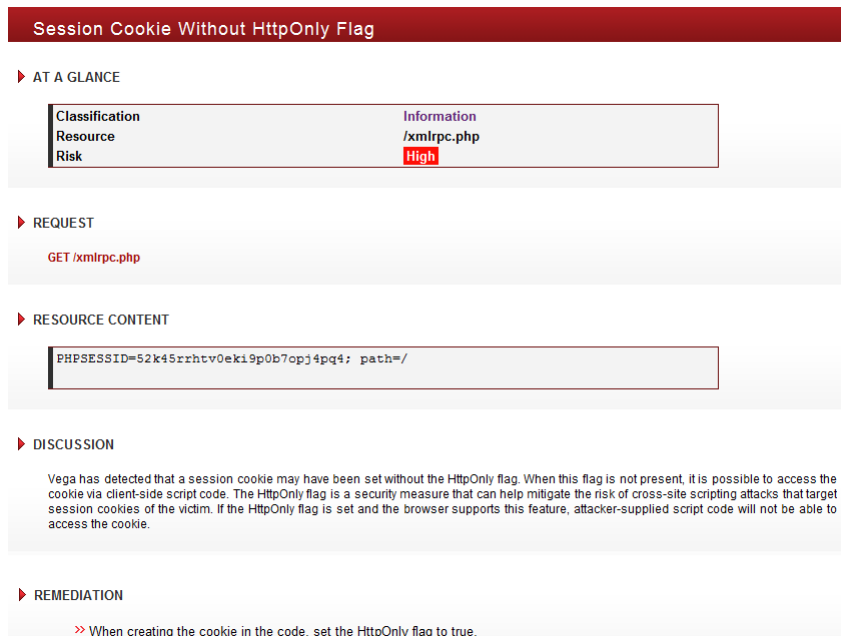 Session Cookie Without HttpOnly Flag
AT A GLANCE
Classification Information
Resource /xmlrpc.php
Risk High
REQUEST
GET /xmlrpc.php
RESOURCE CONTENT
PHPSESSID=52k45rrhtv0eki9p0b7opj4pq4; path=/
DISCUSSION
Vega has detected that a session cookie may have been set without the HttpOnly flag. When this flag is not present, it is possible to access the
cookie via client-side script code. The HttpOnly flag is a security measure that can help mitigate the risk of cross-site scripting attacks that target
session cookies of the victim. If the HttpOnly flag is set and the browser supports this feature, attacker-supplied script code will not be able to
access the cookie.
REMEDIATION
>> When creating the cookie in the code, set the HttpOnly flag to true.